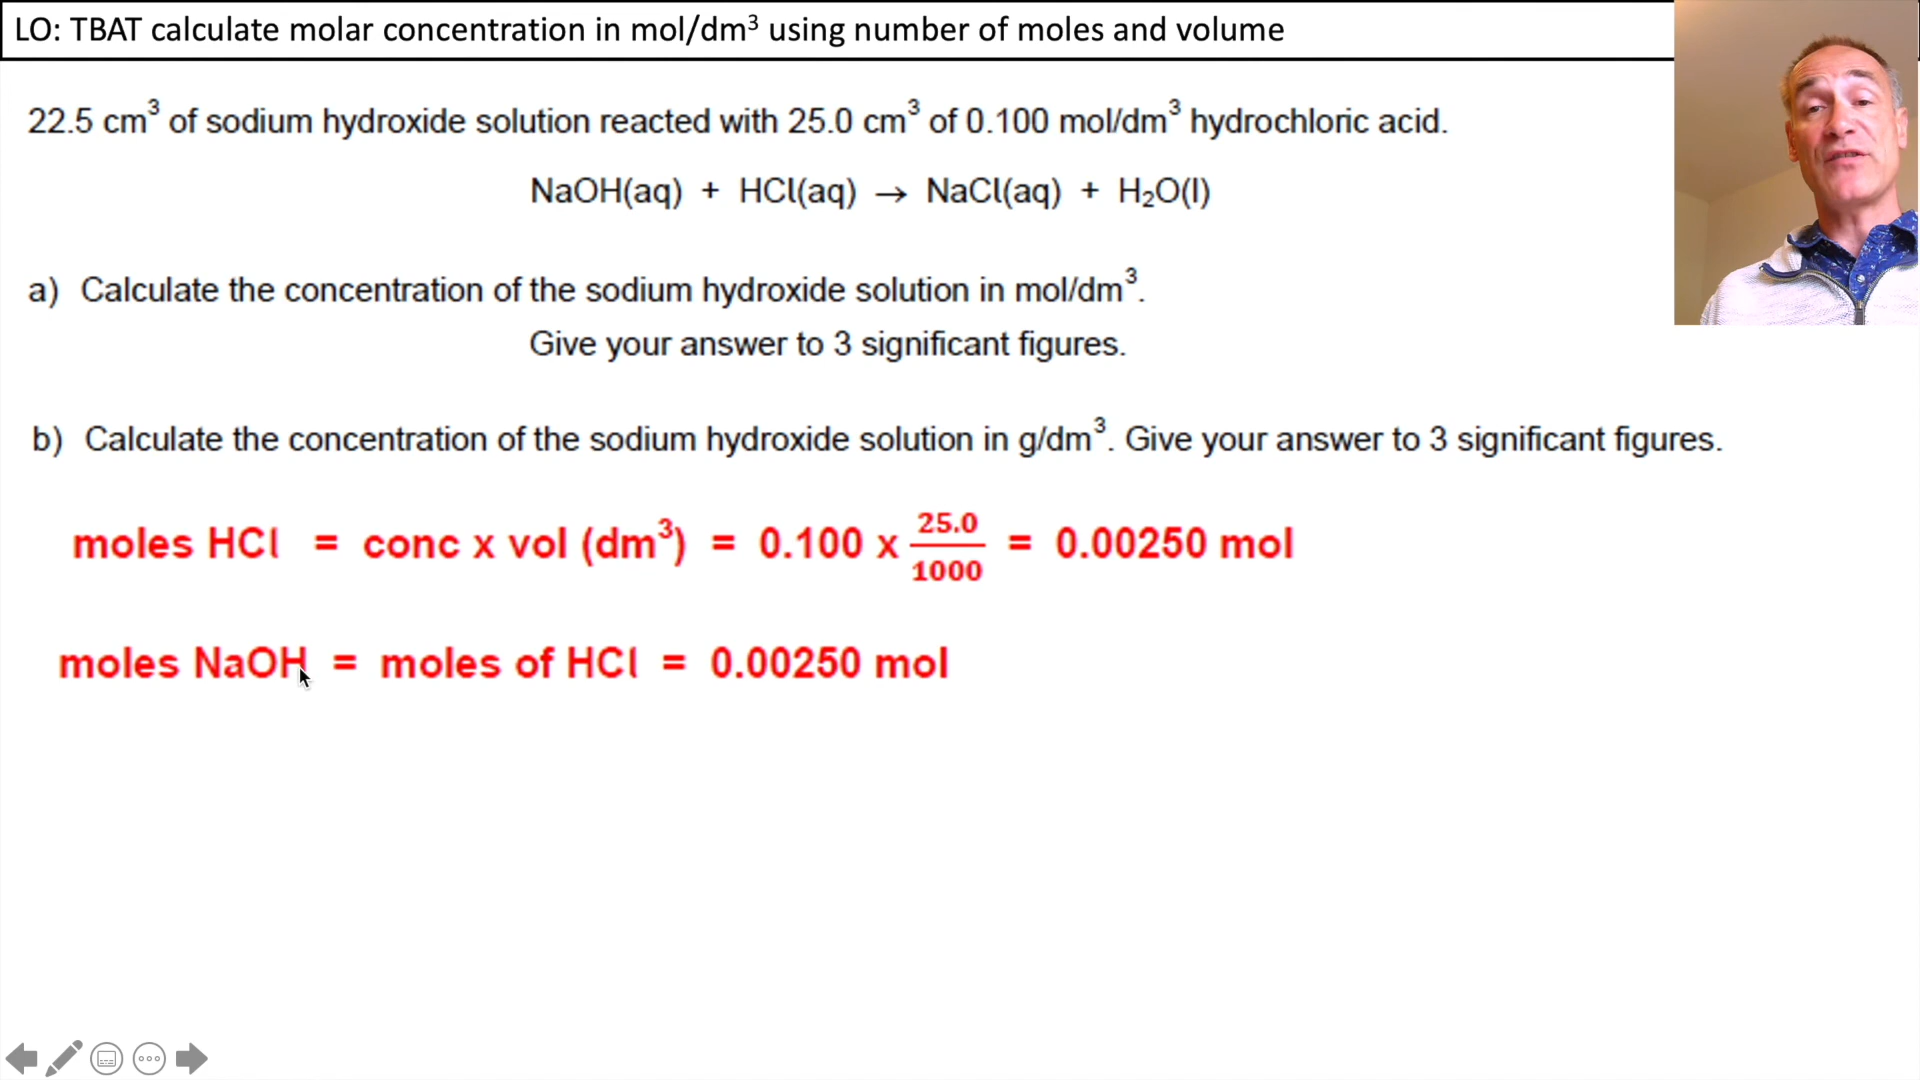 LO: TBAT calculate molar concentration in mol/dm³ using number of moles and volume
22.5 cm³ of sodium hydroxide solution reacted with 25.0 cm³ of 0.100 mol/dm³ hydrochloric acid.
NaOH(aq) + HCl(aq) → NaCl(aq) + H₂O(l)
a) Calculate the concentration of the sodium hydroxide solution in mol/dm³.
Give your answer to 3 significant figures.
b) Calculate the concentration of the sodium hydroxide solution in g/dm³. Give your answer to 3 significant figures.
moles HCl = conc x vol (dm³) = 0.100 x 25.0/1000 = 0.00250 mol
moles NaOH = moles of HCl = 0.00250 mol